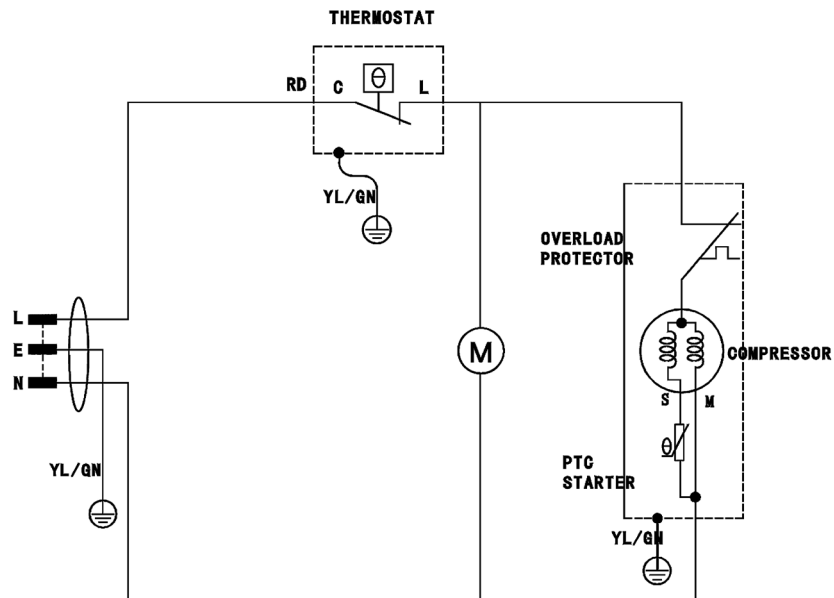 THERMOSTAT
RD
C
θ
L
YL/GN
OVERLOAD
PROTECTOR
L
E
N
M
COMPRESSOR
S
M
θ
PTC
STARTER
YL/GN
YL/GN